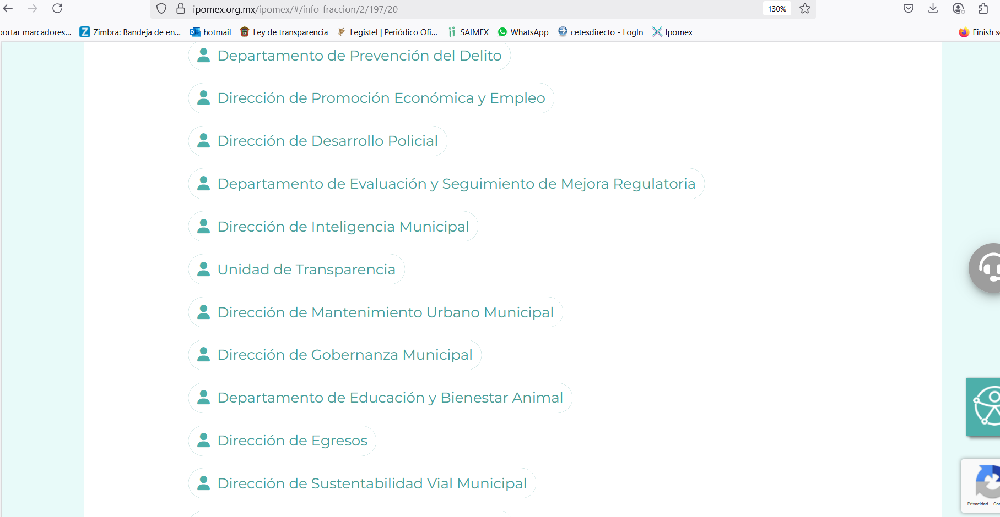 ipomex.org.mx/ipomex/#/info-fraccion/2/197/20
130%
portar marcadores...
Zimbra: Bandeja de en...
hotmail
Ley de transparencia
Legistel | Periódico Ofi...
SAIMEX
WhatsApp
cetesdirecto - LogIn
Ipomex
Finish s
Departamento de Prevención del Delito
Dirección de Promoción Económica y Empleo
Dirección de Desarrollo Policial
Departamento de Evaluación y Seguimiento de Mejora Regulatoria
Dirección de Inteligencia Municipal
Unidad de Transparencia
Dirección de Mantenimiento Urbano Municipal
Dirección de Gobernanza Municipal
Departamento de Educación y Bienestar Animal
Dirección de Egresos
Dirección de Sustentabilidad Vial Municipal
Privacidad - Con